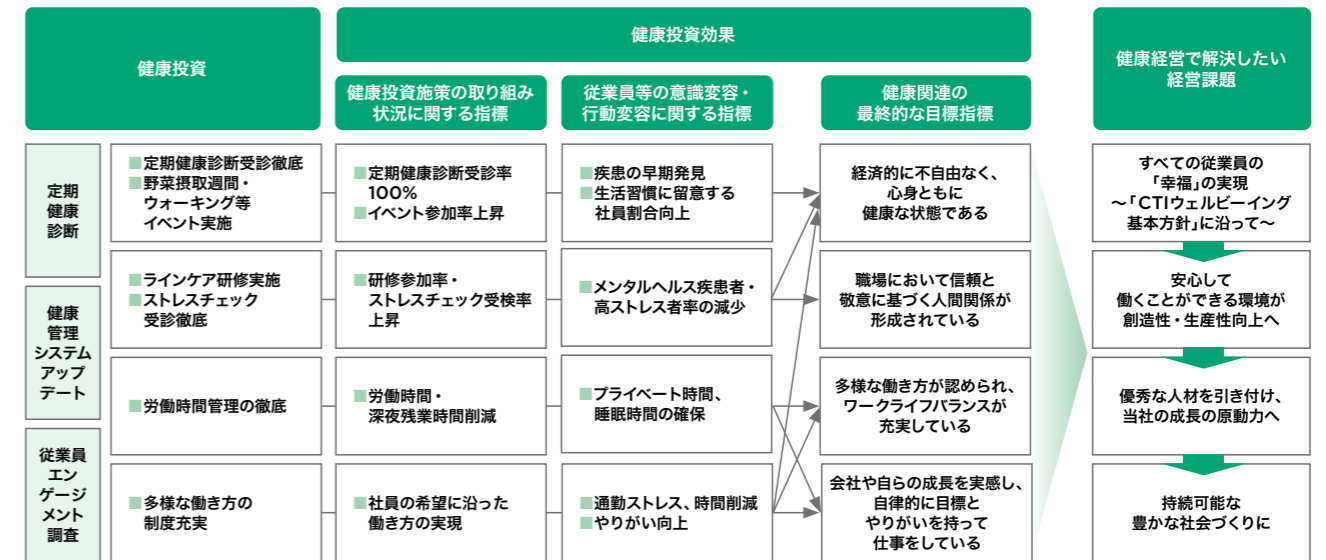 健康投資
健康投資効果
健康経営で解決したい
経営課題
健康投資施策の取り組み
状況に関する指標
従業員等の意識変容・
行動変容に関する指標
健康関連の
最終的な目標指標
定期
健康
診断
健康
管理
システム
アップ
デート
従業員
エン
ゲージ
メント
調査
■定期健康診断受診徹底
■野菜摂取週間・
ウォーキング等
イベント実施
■定期健康診断受診率
100%
■イベント参加率上昇
■疾患の早期発見
■生活習慣に留意する
社員割合向上
経済的に不自由なく、
心身ともに
健康な状態である
すべての従業員の
「幸福」の実現
～「CTIウェルビーイング
基本方針」に沿って～
■ラインケア研修実施
■ストレスチェック
受診徹底
■研修参加率・
ストレスチェック受検率
上昇
■メンタルヘルス疾患者・
高ストレス者率の減少
職場において信頼と
敬意に基づく人間関係が
形成されている
安心して
働くことができる環境が
創造性・生産性向上へ
■労働時間管理の徹底
■労働時間・
深夜残業時間削減
■プライベート時間、
睡眠時間の確保
多様な働き方が認められ、
ワークライフバランスが
充実している
優秀な人材を引き付け、
当社の成長の原動力へ
■多様な働き方の
制度充実
■社員の希望に沿った
働き方の実現
■通勤ストレス、時間削減
■やりがい向上
会社や自らの成長を実感し、
自律的に目標と
やりがいを持って
仕事をしている
持続可能な
豊かな社会づくりに